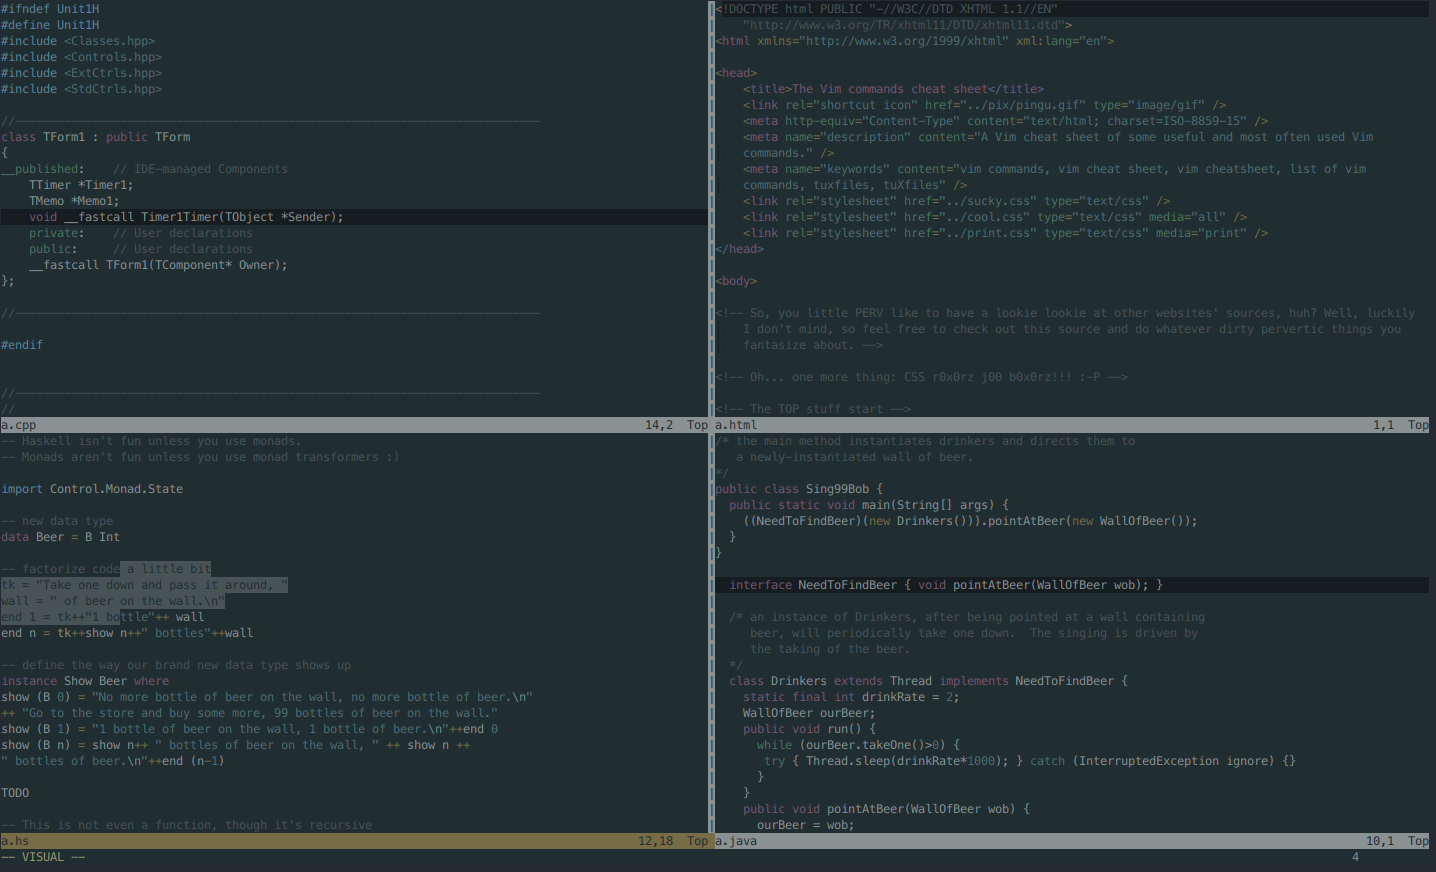 #ifndef Unit1H
#define Unit1H
#include <Classes.hpp>
#include <Controls.hpp>
#include <ExtCtrls.hpp>
#include <StdCtrls.hpp>
//---------------------------------------------------------------------------
class TForm1 : public TForm
{
__published:    // IDE-managed Components
    TTimer *Timer1;
    TMemo *Memo1;
    void __fastcall Timer1Timer(TObject *Sender);
    private:    // User declarations
    public:     // User declarations
    __fastcall TForm1(TComponent* Owner);
};
//---------------------------------------------------------------------------
#endif
//---------------------------------------------------------------------------
//
a.cpp 14,2 Top
<!DOCTYPE html PUBLIC "-//W3C//DTD XHTML 1.1//EN"
    "http://www.w3.org/TR/xhtml11/DTD/xhtml11.dtd">
<html xmlns="http://www.w3.org/1999/xhtml" xml:lang="en">
<head>
    <title>The Vim commands cheat sheet</title>
    <link rel="shortcut icon" href="../pix/pingu.gif" type="image/gif" />
    <meta http-equiv="Content-Type" content="text/html; charset=ISO-8859-15" />
    <meta name="description" content="A Vim cheat sheet of some useful and most often used Vim
    commands." />
    <meta name="keywords" content="vim commands, vim cheat sheet, vim cheatsheet, list of vim
    commands, tuxfiles, tuXfiles" />
    <link rel="stylesheet" href="../sucky.css" type="text/css" />
    <link rel="stylesheet" href="../cool.css" type="text/css" media="all" />
    <link rel="stylesheet" href="../print.css" type="text/css" media="print" />
</head>
<body>
<!-- So, you little PERV like to have a lookie lookie at other websites' sources, huh? Well, luckily
    I don't mind, so feel free to check out this source and do whatever dirty pervertic things you
    fantasize about. -->
<!-- Oh... one more thing: CSS r0x0rz j00 b0x0rz!!! :-P -->
<!-- The TOP stuff start -->
a.html 1,1 Top
-- Haskell isn't fun unless you use monads.
-- Monads aren't fun unless you use monad transformers :)
import Control.Monad.State
-- new data type
data Beer = B Int
-- factorize code a little bit
tk = "Take one down and pass it around, "
wall = " of beer on the wall.\n"
end 1 = tk++"1 bottle"++ wall
end n = tk++show n++" bottles"++wall
-- define the way our brand new data type shows up
instance Show Beer where
show (B 0) = "No more bottle of beer on the wall, no more bottle of beer.\n"
++ "Go to the store and buy some more, 99 bottles of beer on the wall."
show (B 1) = "1 bottle of beer on the wall, 1 bottle of beer.\n"++end 0
show (B n) = show n++ " bottles of beer on the wall, " ++ show n ++
" bottles of beer.\n"++end (n-1)
TODO
-- This is not even a function, though it's recursive
a.hs 12,18 Top
/* the main method instantiates drinkers and directs them to
   a newly-instantiated wall of beer.
*/
public class Sing99Bob {
  public static void main(String[] args) {
    ((NeedToFindBeer)(new Drinkers())).pointAtBeer(new WallOfBeer());
  }
}
  interface NeedToFindBeer { void pointAtBeer(WallOfBeer wob); }
  /* an instance of Drinkers, after being pointed at a wall containing
     beer, will periodically take one down.  The singing is driven by
     the taking of the beer.
  */
  class Drinkers extends Thread implements NeedToFindBeer {
    static final int drinkRate = 2;
    WallOfBeer ourBeer;
    public void run() {
      while (ourBeer.takeOne()>0) {
       try { Thread.sleep(drinkRate*1000); } catch (InterruptedException ignore) {}
      }
    }
    public void pointAtBeer(WallOfBeer wob) {
      ourBeer = wob;
a.java 10,1 Top
-- VISUAL -- 4